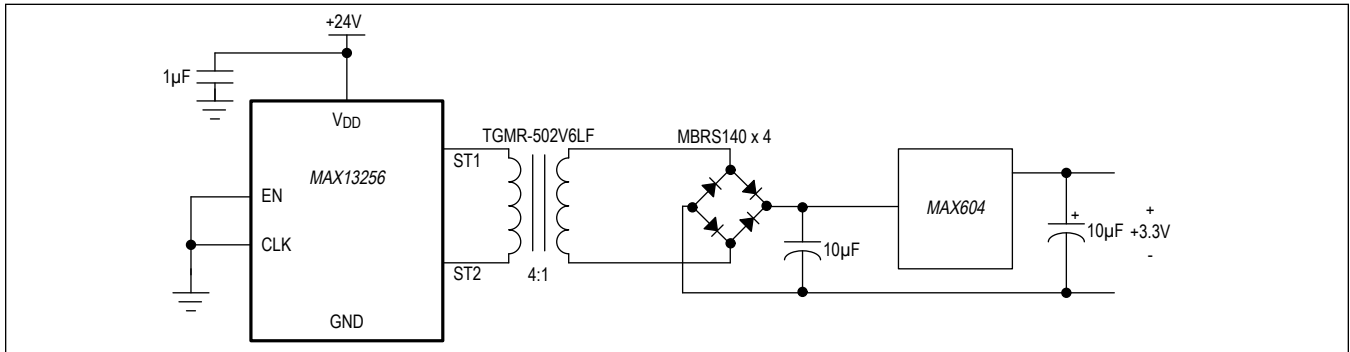 +24V
1µF
VDD
TGMR-502V6LF
MBRS140 x 4
ST1
MAX13256
EN
MAX604
CLK
+
+
10µF
+3.3V
10µF
-
ST2
4:1
GND